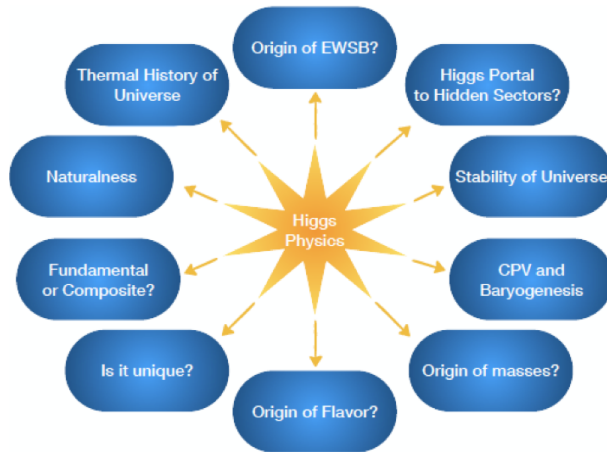 Origin of EWSB?
Thermal History of
Universe
Higgs Portal
to Hidden Sectors?
Naturalness
Stability of Universe
Higgs
Physics
Fundamental
or Composite?
CPV and
Baryogenesis
Is it unique?
Origin of masses?
Origin of Flavor?